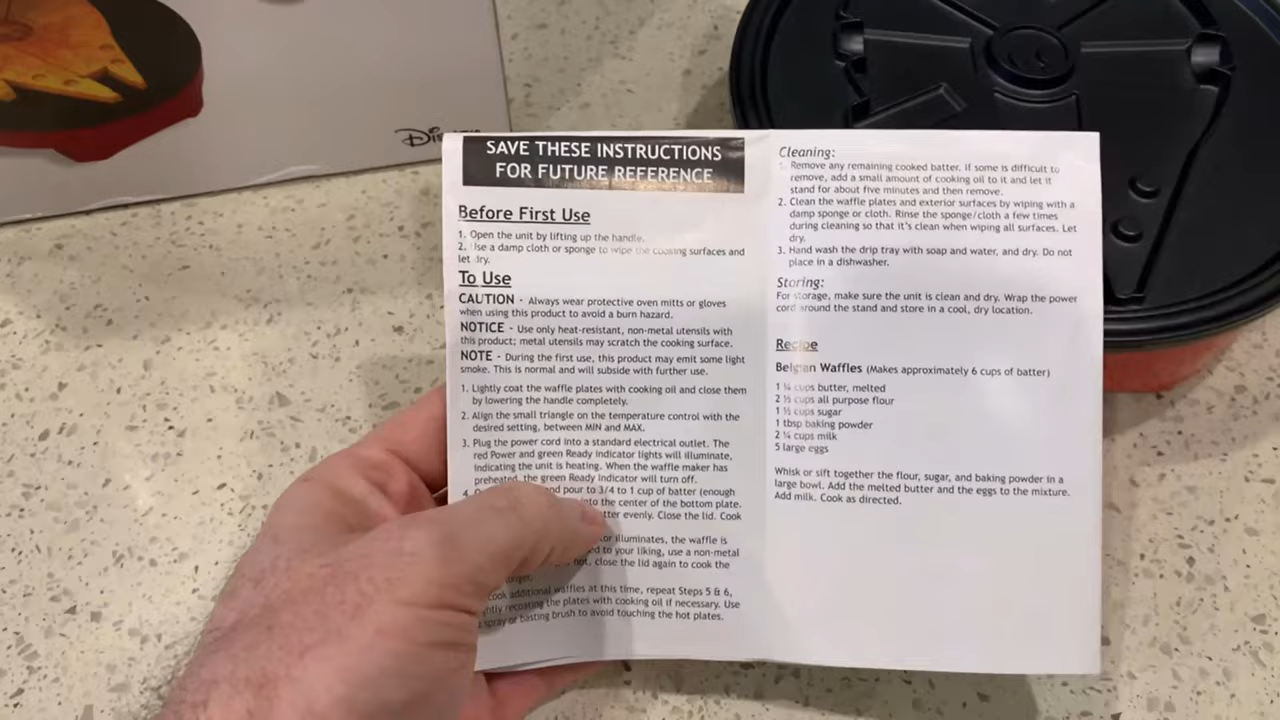 Disney
SAVE THESE INSTRUCTIONS
FOR FUTURE REFERENCE
Before First Use
1. Open the unit by lifting up the handle.
2. Use a damp cloth or sponge to wipe the cooking surfaces and
let dry.
To Use
CAUTION - Always wear protective oven mitts or gloves
when using this product to avoid a burn hazard.
NOTICE - Use only heat-resistant, non-metal utensils with
this product; metal utensils may scratch the cooking surface.
NOTE - During the first use, this product may emit some light
smoke. This is normal and will subside with further use.
1. Lightly coat the waffle plates with cooking oil and close them
by lowering the handle completely.
2. Align the small triangle on the temperature control with the
desired setting, between MIN and MAX.
3. Plug the power cord into a standard electrical outlet. The
red Power and green Ready indicator lights will illuminate,
indicating the unit is heating. When the waffle maker has
preheated, the green Ready indicator will turn off.
4. and pour to 3/4 to 1 cup of batter (enough
into the center of the bottom plate.
evenly. Close the lid. Cook
illuminates, the waffle is
to your liking, use a non-metal
hot, close the lid again to cook the
longer.
cook additional waffles at this time, repeat Steps 5 & 6,
recoating the plates with cooking oil if necessary. Use
spray or basting brush to avoid touching the hot plates.
Cleaning:
1. Remove any remaining cooked batter. If some is difficult to
remove, add a small amount of cooking oil to it and let it
stand for about five minutes and then remove.
2. Clean the waffle plates and exterior surfaces by wiping with a
damp sponge or cloth. Rinse the sponge/cloth a few times
during cleaning so that it's clean when wiping all surfaces. Let
dry.
3. Hand wash the drip tray with soap and water, and dry. Do not
place in a dishwasher.
Storing:
For storage, make sure the unit is clean and dry. Wrap the power
cord around the stand and store in a cool, dry location.
Recipe
Belgian Waffles (Makes approximately 6 cups of batter)
cups butter, melted
cups all purpose flour
cups sugar
1 tbsp baking powder
cups milk
5 large eggs
Whisk or sift together the flour, sugar, and baking powder in a
large bowl. Add the melted butter and the eggs to the mixture.
Add milk. Cook as directed.